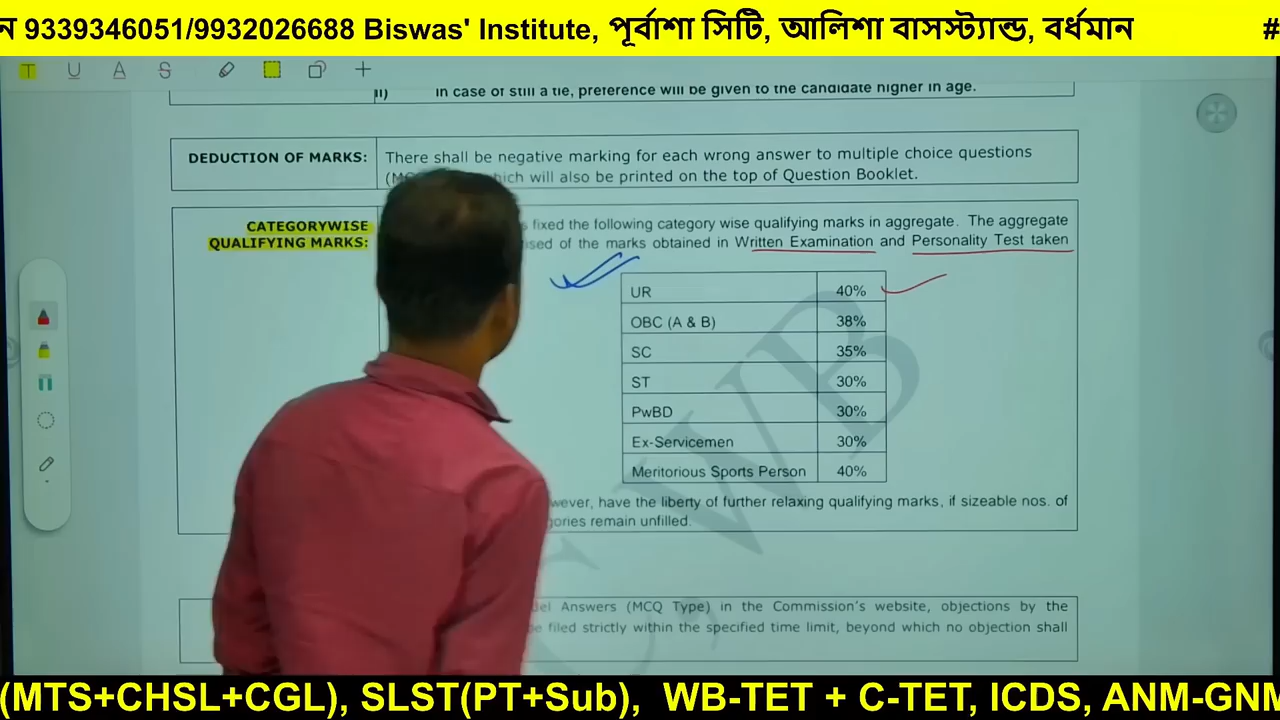 ন 9339346051/9932026688 Biswas' Institute, পূর্বাশা সিটি, আলিশা বাসস্ট্যান্ড, বর্ধমান #
T U A S
ii) In case of still a tie, preference will be given to the candidate higher in age.
DEDUCTION OF MARKS: There shall be negative marking for each wrong answer to multiple choice questions
which will also be printed on the top of Question Booklet.
CATEGORYWISE
QUALIFYING MARKS:
fixed the following category wise qualifying marks in aggregate. The aggregate
of the marks obtained in Written Examination and Personality Test taken
UR 40%
OBC (A & B) 38%
SC 35%
ST 30%
PwBD 30%
Ex-Servicemen 30%
Meritorious Sports Person 40%
have the liberty of further relaxing qualifying marks, if sizeable nos. of
remain unfilled.
Answers (MCQ Type) in the Commission's website, objections by the
filed strictly within the specified time limit, beyond which no objection shall
WB
(MTS+CHSL+CGL), SLST(PT+Sub), WB-TET + C-TET, ICDS, ANM-GNM